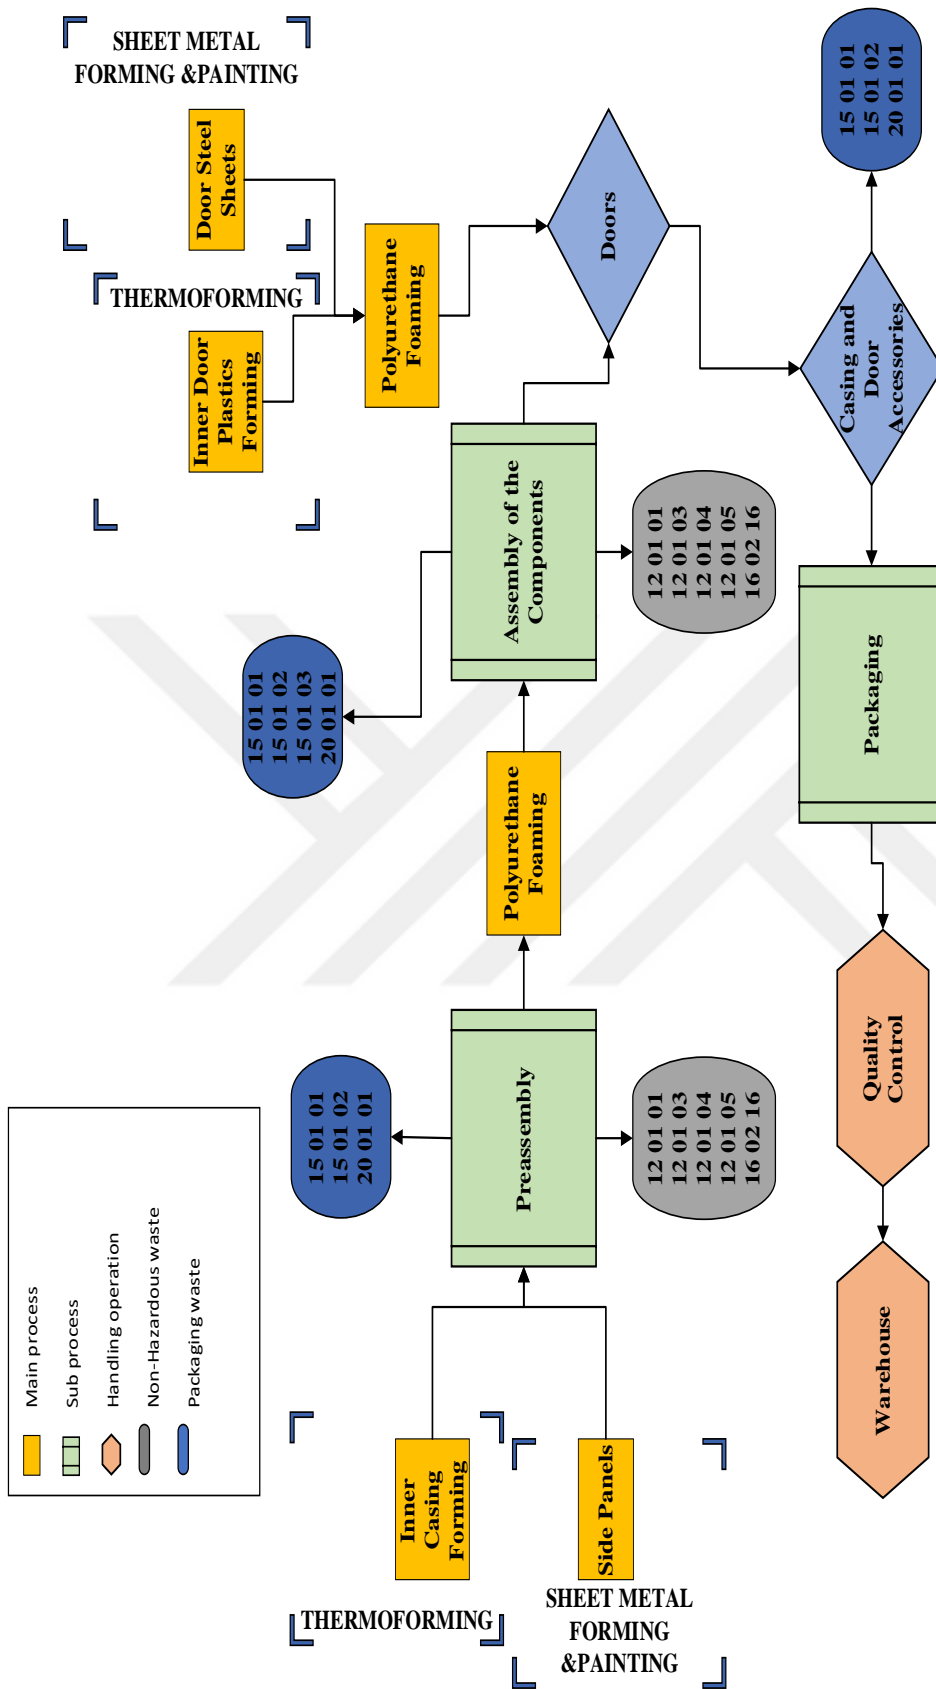 SHEET METAL
FORMING &PAINTING
Door Steel
Sheets
THERMOFORMING
Inner Door
Plastics
Forming
Polyurethane
Foaming
Doors
15 01 01
15 01 02
20 01 01
Casing and
Door
Accessories
Assembly of the
Components
15 01 01
15 01 02
15 01 03
20 01 01
12 01 01
12 01 03
12 01 04
12 01 05
16 02 16
Packaging
Polyurethane
Foaming
Quality
Control
Preassembly
15 01 01
15 01 02
20 01 01
12 01 01
12 01 03
12 01 04
12 01 05
16 02 16
Main process
Sub process
Handling operation
Non-Hazardous waste
Packaging waste
Warehouse
Inner
Casing
Forming
Side Panels
THERMOFORMING
SHEET METAL
FORMING
&PAINTING